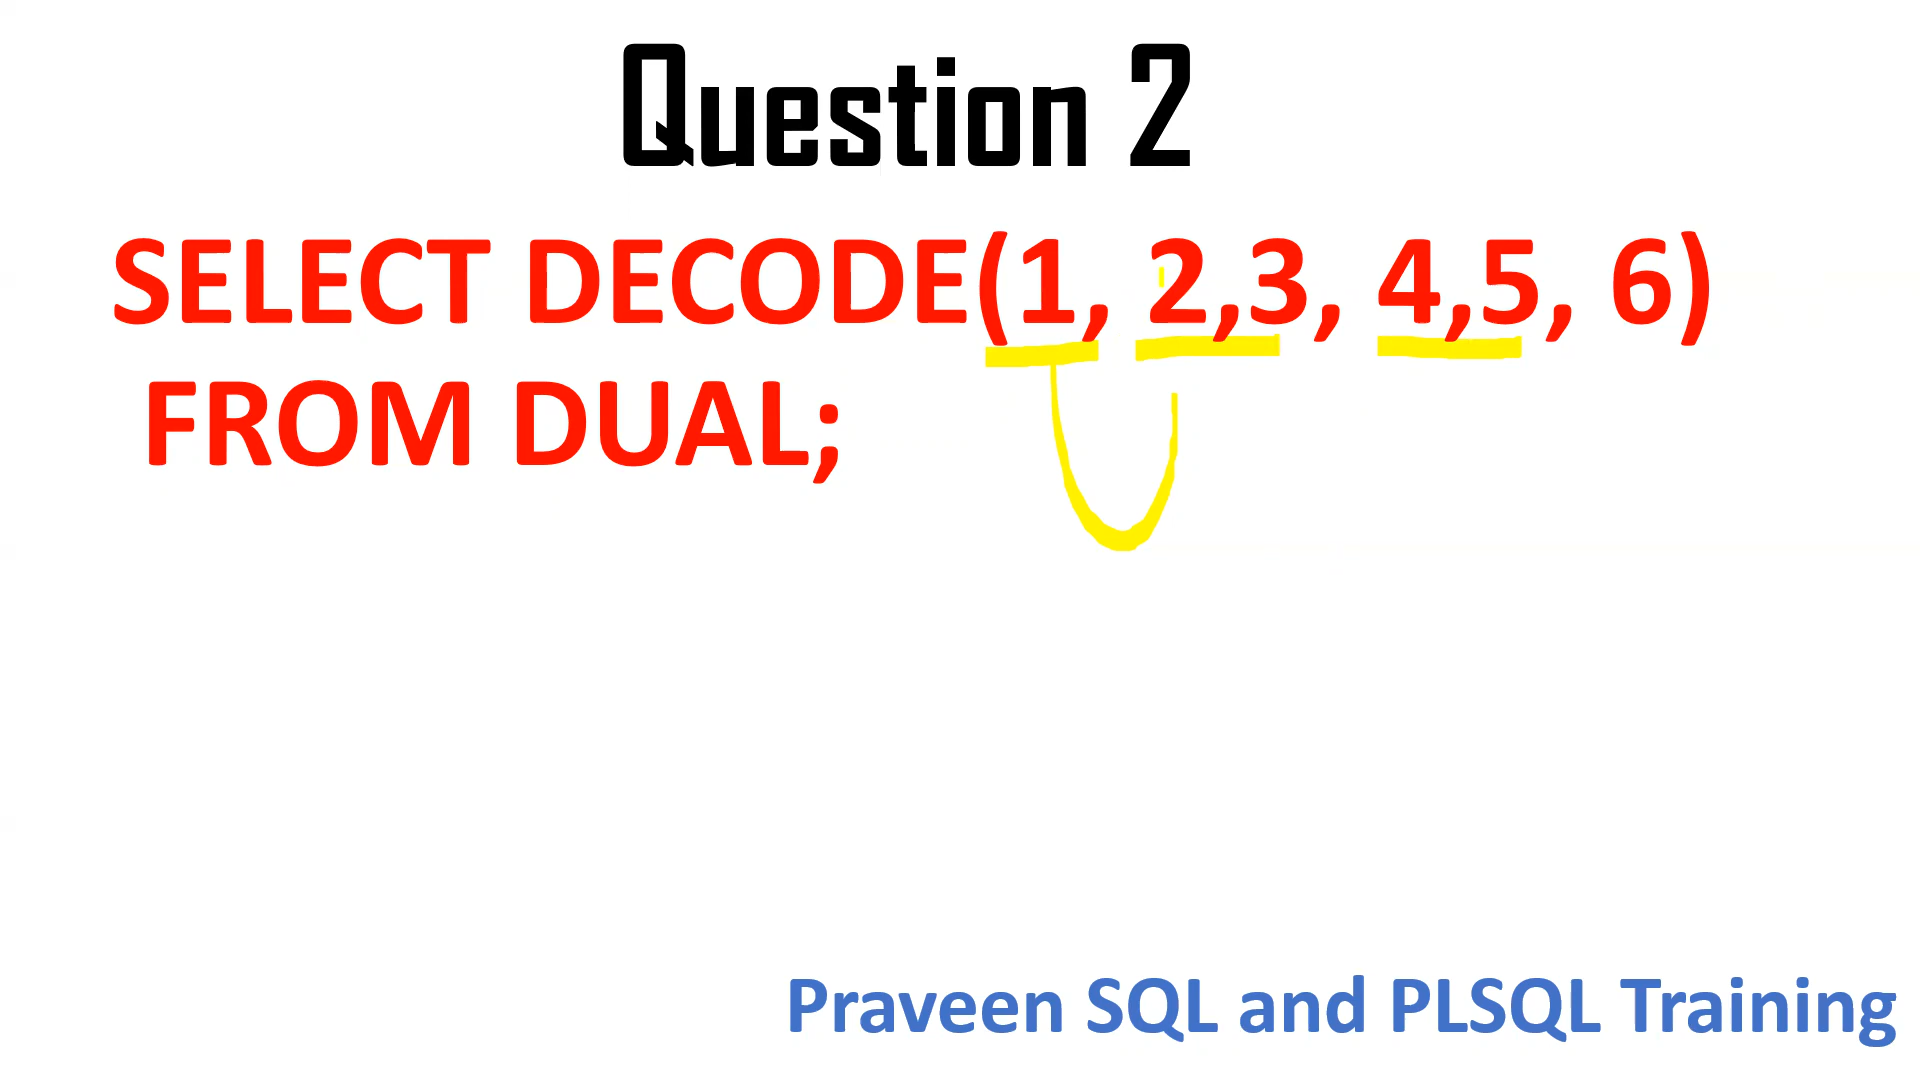 Question 2
SELECT DECODE(1, 2,3, 4,5, 6)
FROM DUAL;
Praveen SQL and PLSQL Training